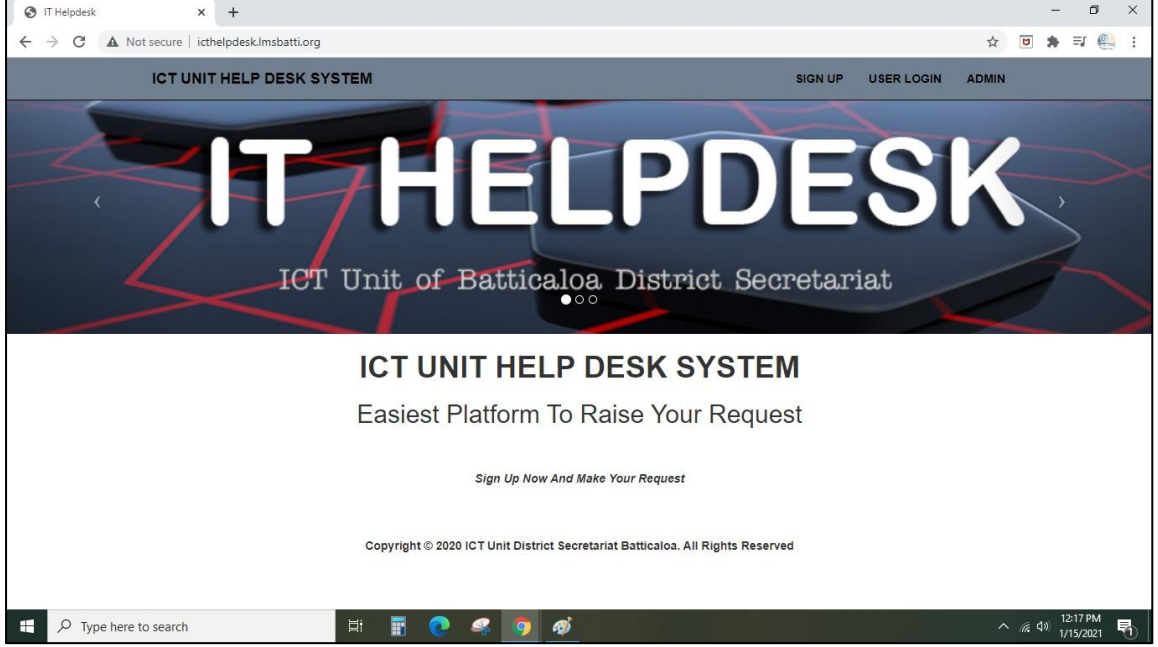 IT Helpdesk
Not secure | icthelpdesk.lmsbatti.org
ICT UNIT HELP DESK SYSTEM SIGN UP USER LOGIN ADMIN
IT HELPDESK
ICT Unit of Batticaloa District Secretariat
ICT UNIT HELP DESK SYSTEM
Easiest Platform To Raise Your Request
Sign Up Now And Make Your Request
Copyright © 2020 ICT Unit District Secretariat Batticaloa. All Rights Reserved
Type here to search
12:17 PM
1/15/2021
1